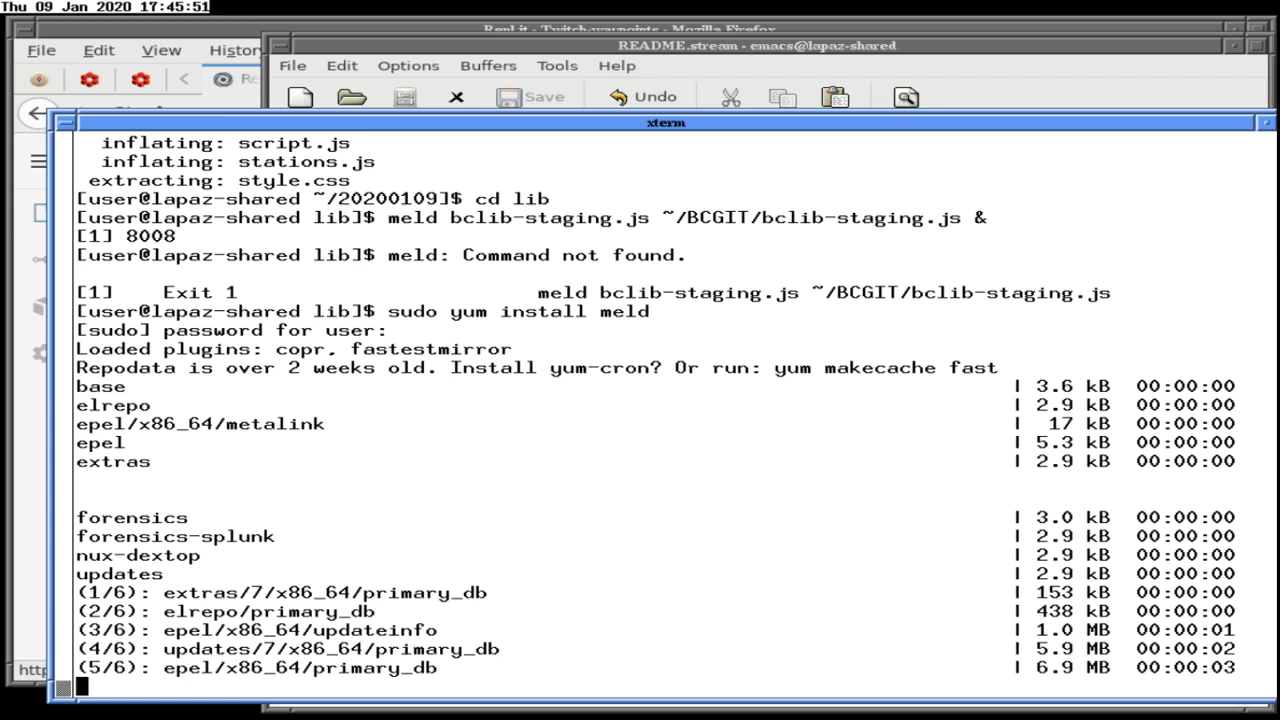 Thu 09 Jan 2020 17:45:51
Repl.it - Twitch-waypoints - Mozilla Firefox
File Edit View Histor
README.stream - emacs@lapaz-shared
File Edit Options Buffers Tools Help
Save Undo
Re
xterm
inflating: script.js
inflating: stations.js
extracting: style.css
[user@lapaz-shared ~/20200109]$ cd lib
[user@lapaz-shared lib]$ meld bclib-staging.js ~/BCGIT/bclib-staging.js &
[1] 8008
[user@lapaz-shared lib]$ meld: Command not found.
[1] Exit 1 meld bclib-staging.js ~/BCGIT/bclib-staging.js
[user@lapaz-shared lib]$ sudo yum install meld
[sudo] password for user:
Loaded plugins: copr, fastestmirror
Repodata is over 2 weeks old. Install yum-cron? Or run: yum makecache fast
base | 3.6 kB 00:00:00
elrepo | 2.9 kB 00:00:00
epel/x86_64/metalink | 17 kB 00:00:00
epel | 5.3 kB 00:00:00
extras | 2.9 kB 00:00:00
forensics | 3.0 kB 00:00:00
forensics-splunk | 2.9 kB 00:00:00
nux-dextop | 2.9 kB 00:00:00
updates | 2.9 kB 00:00:00
(1/6): extras/7/x86_64/primary_db | 153 kB 00:00:00
(2/6): elrepo/primary_db | 438 kB 00:00:00
(3/6): epel/x86_64/updateinfo | 1.0 MB 00:00:01
(4/6): updates/7/x86_64/primary_db | 5.9 MB 00:00:02
(5/6): epel/x86_64/primary_db | 6.9 MB 00:00:03
http